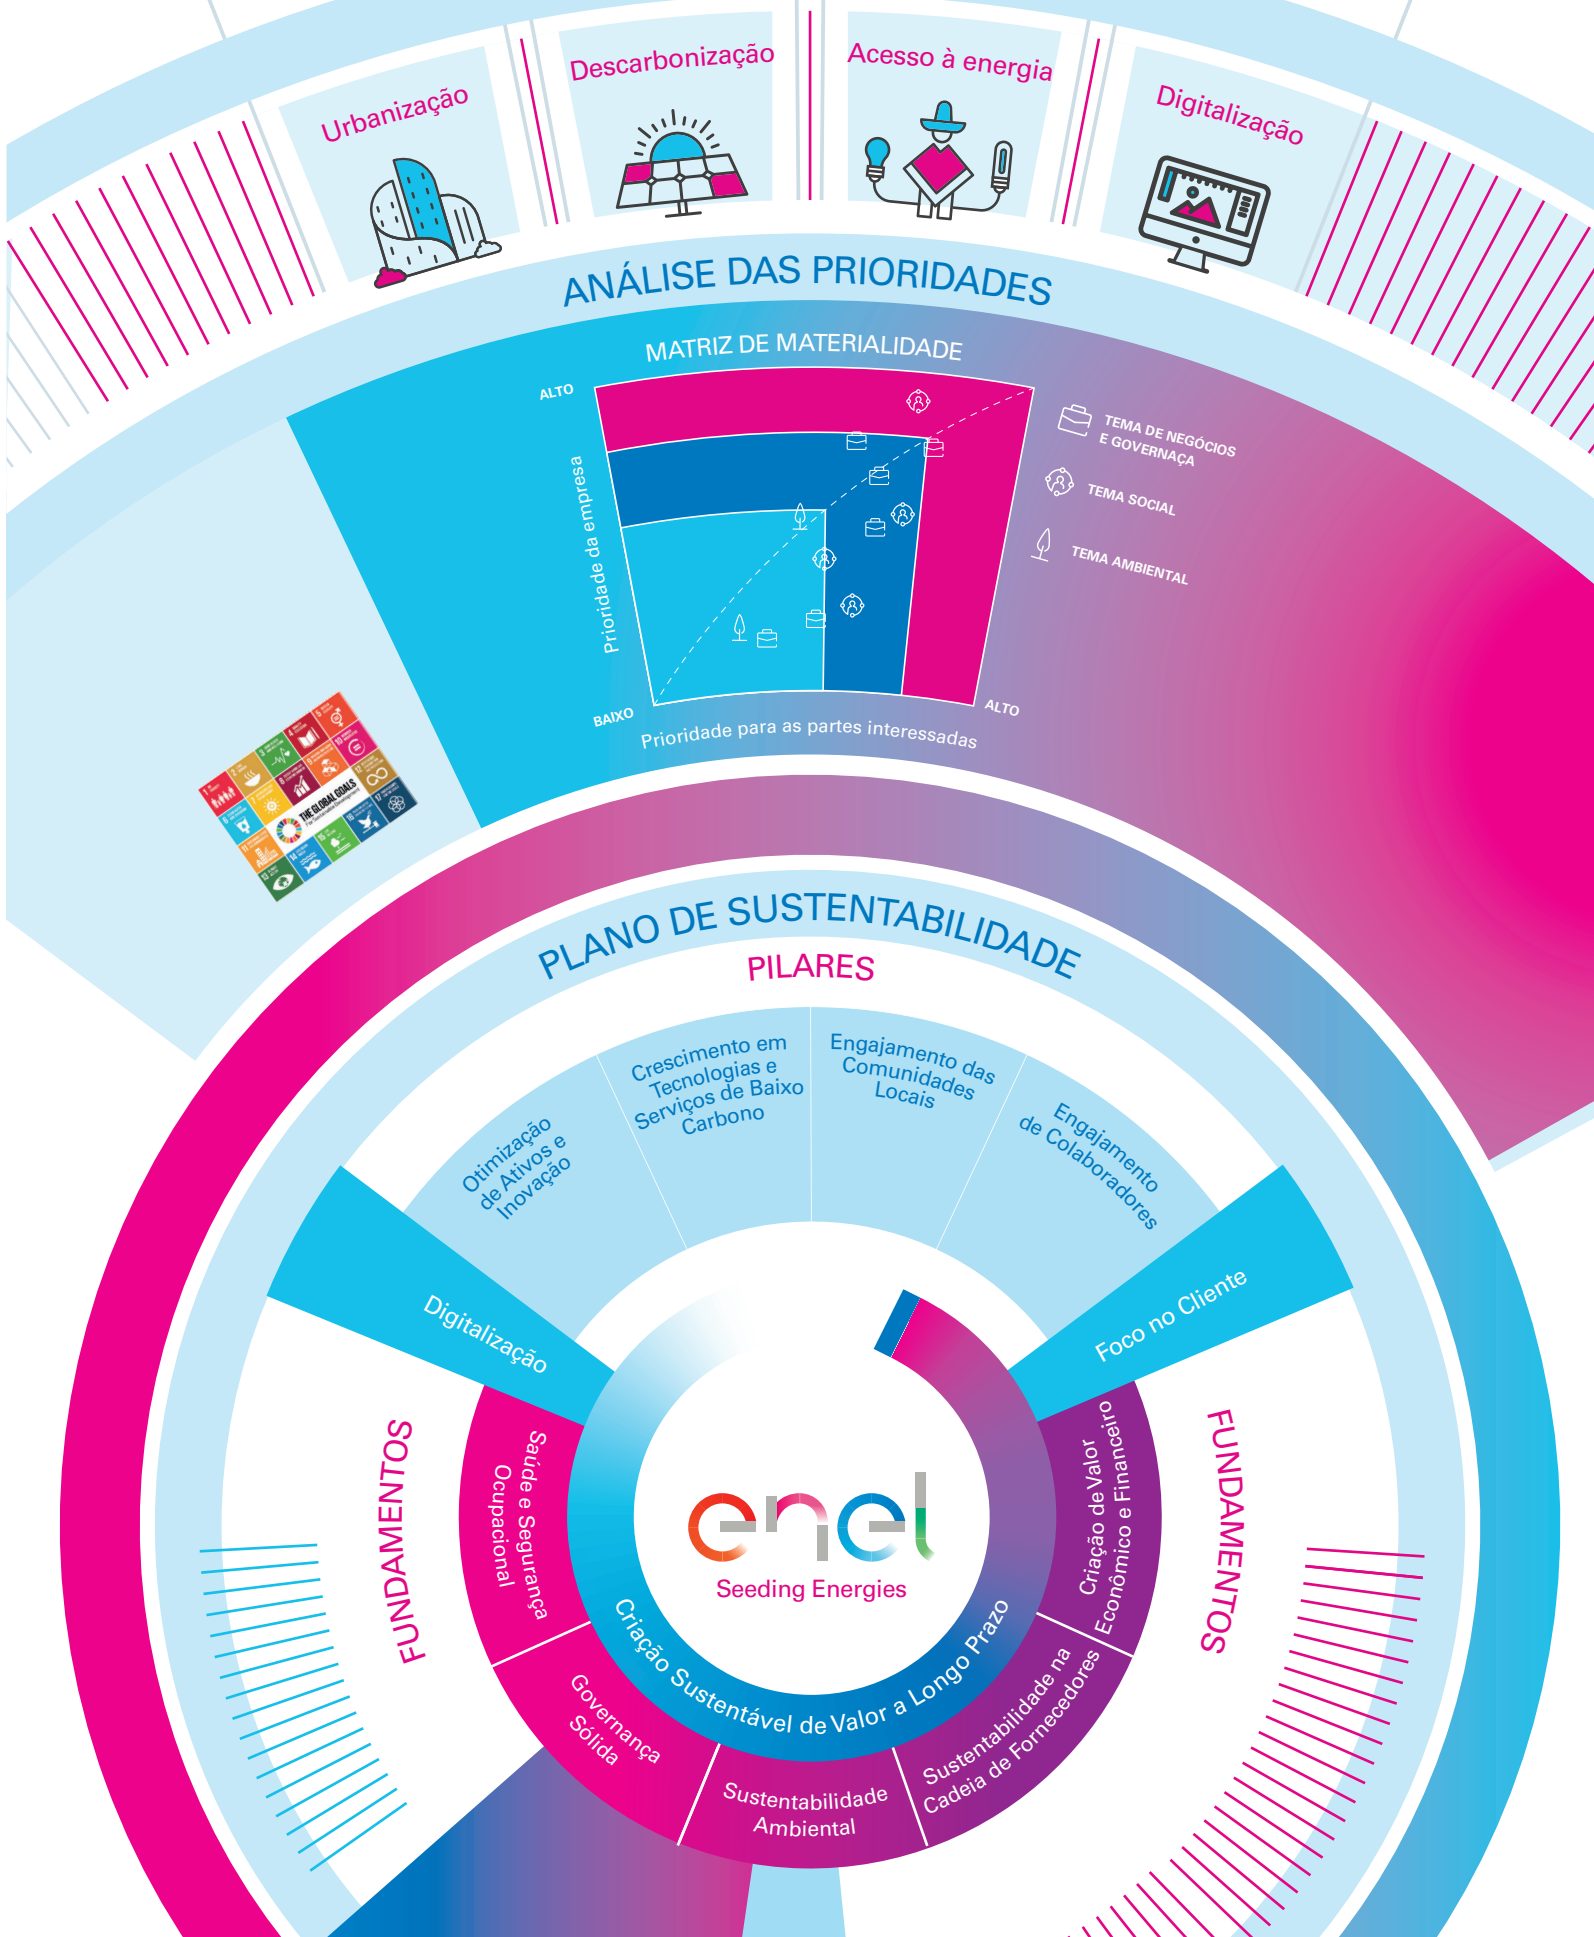 Urbanização
Descarbonização
Acesso à energia
Digitalização
ANÁLISE DAS PRIORIDADES
MATRIZ DE MATERIALIDADE
ALTO
Prioridade da empresa
BAIXO
Prioridade para as partes interessadas
ALTO
TEMA DE NEGÓCIOS
E GOVERNAÇA
TEMA SOCIAL
TEMA AMBIENTAL
THE GLOBAL GOALS
For Sustainable Development
PLANO DE SUSTENTABILIDADE
PILARES
Otimização
de Ativos e
Inovação
Crescimento em
Tecnologias e
Serviços de Baixo
Carbono
Engajamento das
Comunidades
Locais
Engajamento
de Colaboradores
Digitalização
Foco no Cliente
FUNDAMENTOS
Saúde e Segurança
Ocupacional
Governança
Sólida
Sustentabilidade
Ambiental
Sustentabilidade na
Cadeia de Fornecedores
Criação de Valor
Econômico e Financeiro
FUNDAMENTOS
enel
Seeding Energies
Criação Sustentável de Valor a Longo Prazo